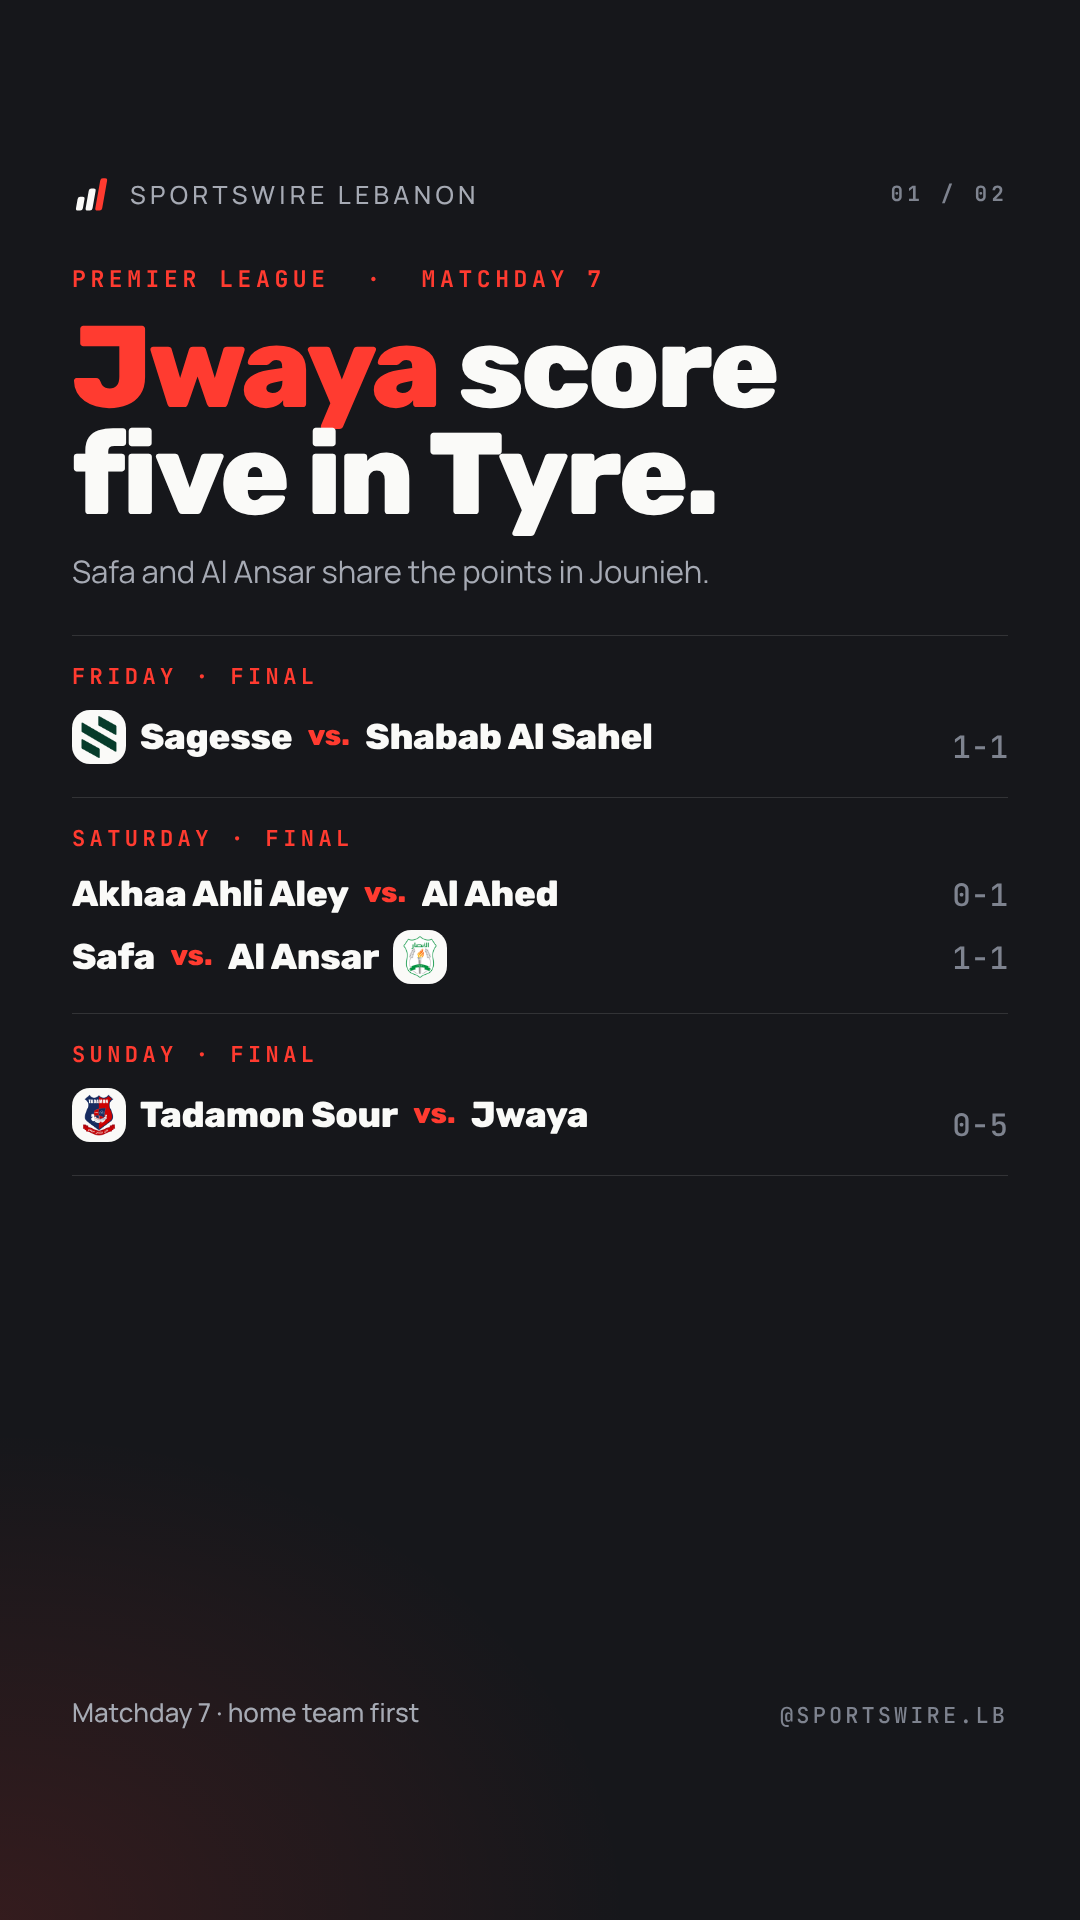 SPORTSWIRE LEBANON
01 / 02
PREMIER LEAGUE · MATCHDAY 7
Jwaya score
five in Tyre.
Safa and Al Ansar share the points in Jounieh.
FRIDAY · FINAL
Sagesse vs. Shabab Al Sahel 1-1
SATURDAY · FINAL
Akhaa Ahli Aley vs. Al Ahed 0-1
Safa vs. Al Ansar 1-1
SUNDAY · FINAL
TADAMON
Tadamon Sour vs. Jwaya 0-5
Matchday 7 · home team first
@SPORTSWIRE.LB